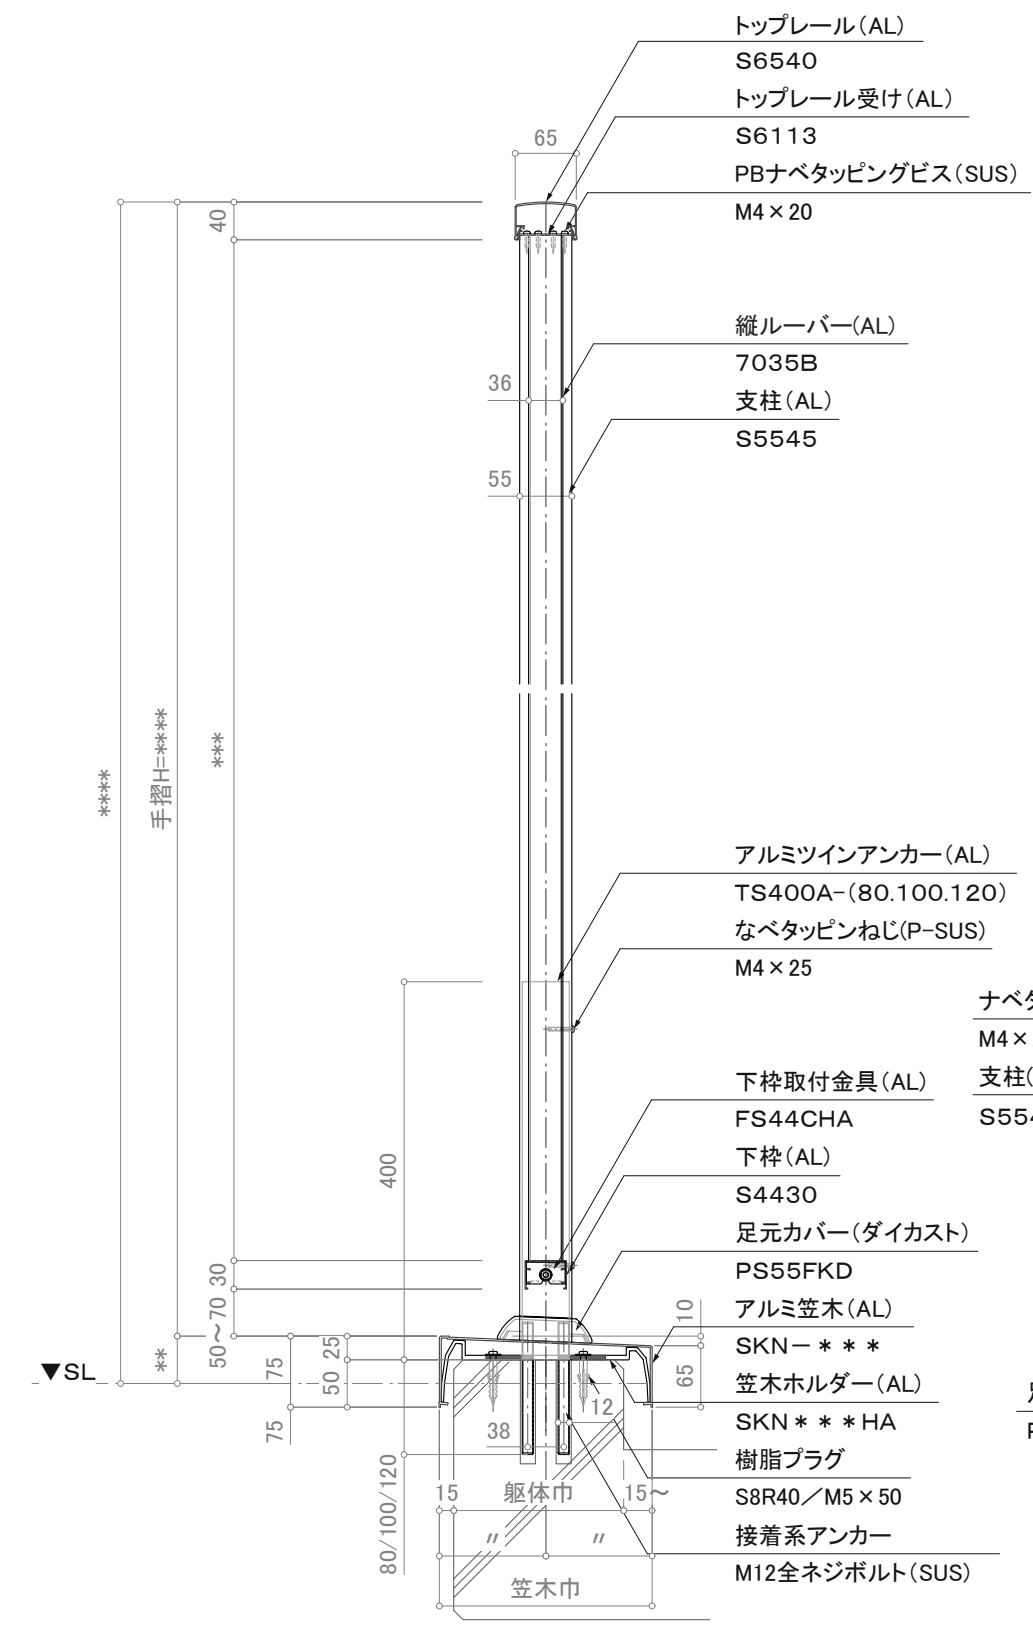 トップレール(AL)
S6540
トップレール受け(AL)
S6113
PBナベタッピングビス(SUS)
M4×20
65
40
縦ルーバー(AL)
7035B
36
支柱(AL)
S5545
55
****
手摺H=****
***
アルミツインアンカー(AL)
TS400A-(80.100.120)
なベタッピンねじ(P-SUS)
M4×25
ナベタ
M4×
支柱(
S554
下枠取付金具(AL)
FS44CHA
400
下枠(AL)
S4430
足元カバー(ダイカスト)
PS55FKD
30
50~70
10
アルミ笠木(AL)
SKN-***
**
75
25
50
65
▼SL
笠木ホルダー(AL)
SKN***HA
75
12
38
樹脂プラグ
S8R40/M5×50
80/100/120
15
躯体巾
15~
〃
〃
接着系アンカー
M12全ネジボルト(SUS)
笠木巾